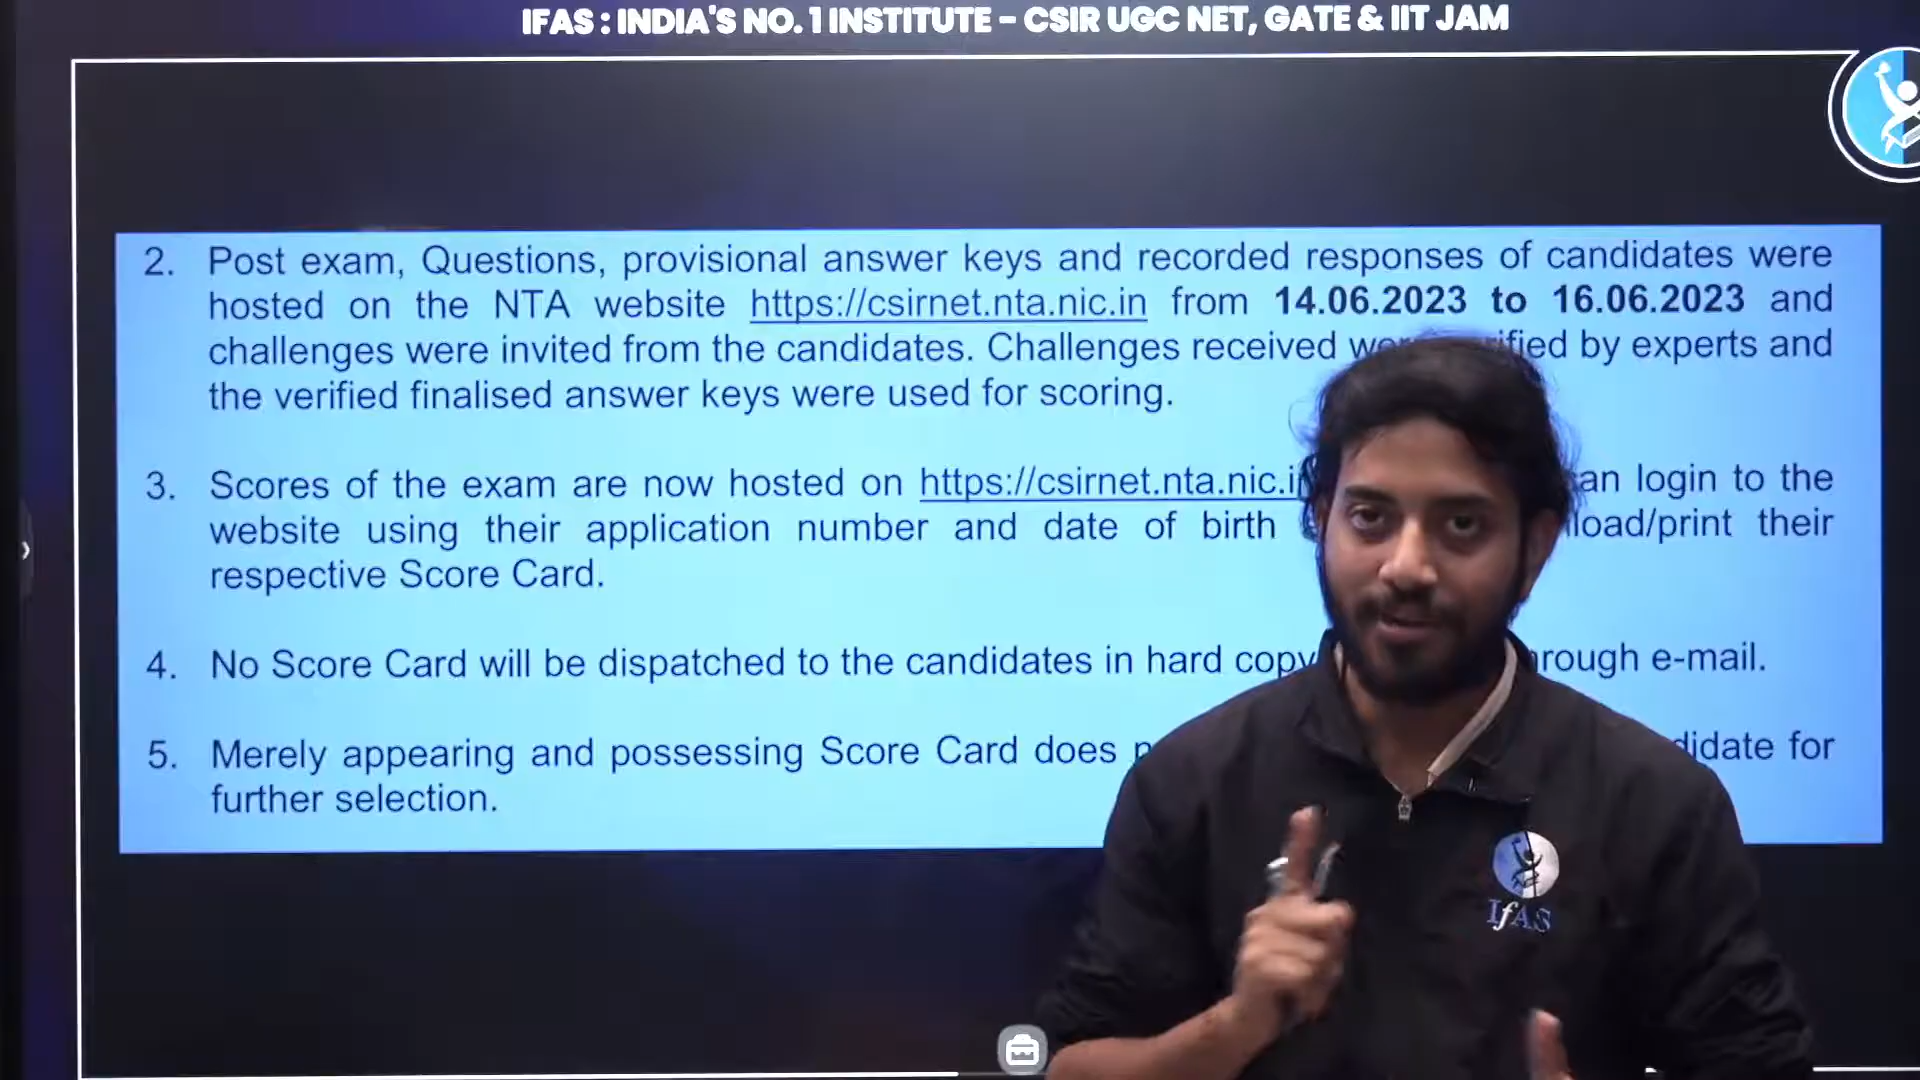 IFAS : INDIA'S NO. 1 INSTITUTE – CSIR UGC NET, GATE & IIT JAM
2. Post exam, Questions, provisional answer keys and recorded responses of candidates were
hosted on the NTA website https://csirnet.nta.nic.in from 14.06.2023 to 16.06.2023 and
challenges were invited from the candidates. Challenges received by experts and
the verified finalised answer keys were used for scoring.
3. Scores of the exam are now hosted on https://csirnet.nta.nic.in login to the
website using their application number and date of birth load/print their
respective Score Card.
4. No Score Card will be dispatched to the candidates in hard copy through e-mail.
5. Merely appearing and possessing Score Card does for
further selection.
IfAS